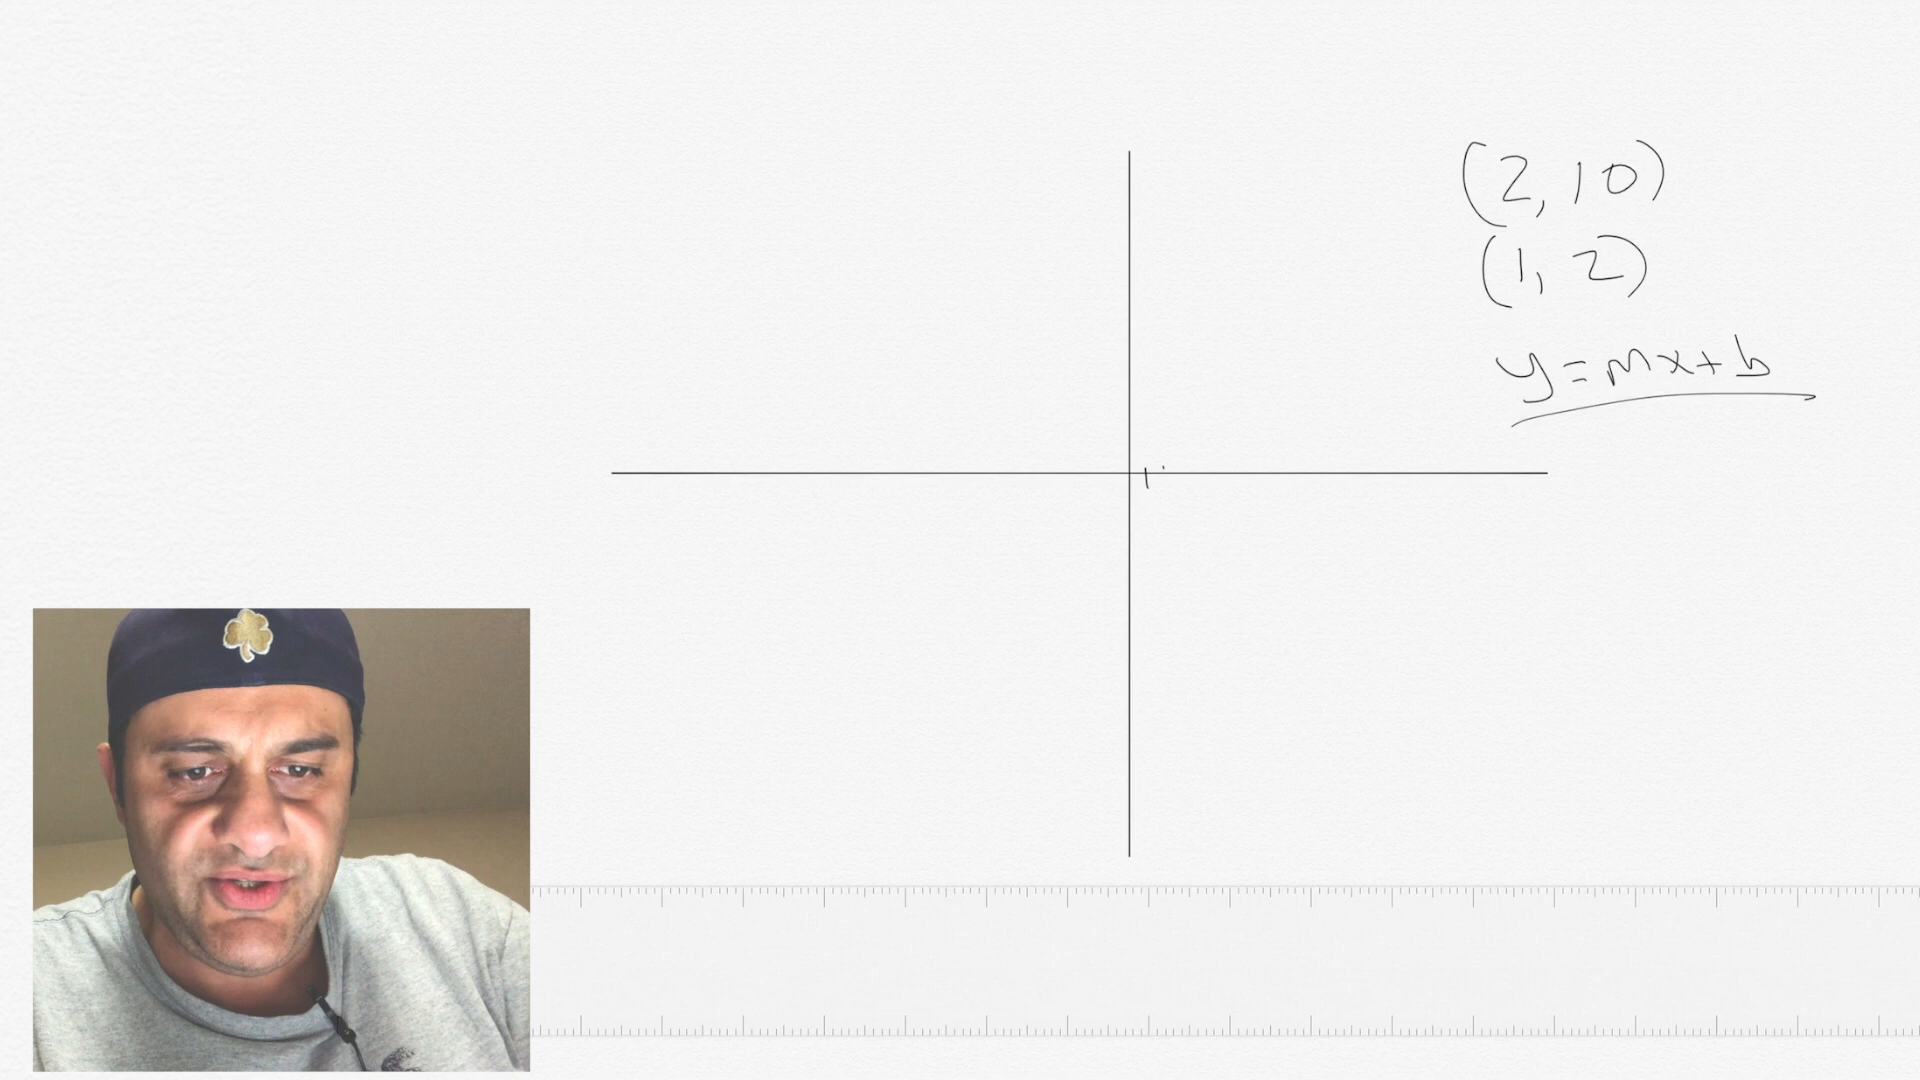 (2, 10)
(1, 2)
y = mx + b